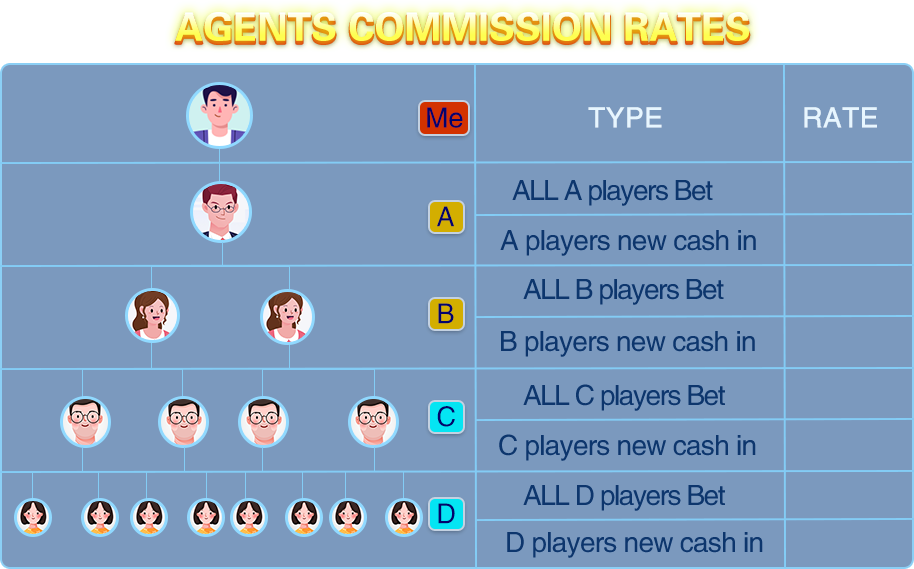 AGENTS COMMISSION RATES
Me
TYPE
RATE
A
ALL A players Bet
A players new cash in
B
ALL B players Bet
B players new cash in
C
ALL C players Bet
C players new cash in
D
ALL D players Bet
D players new cash in